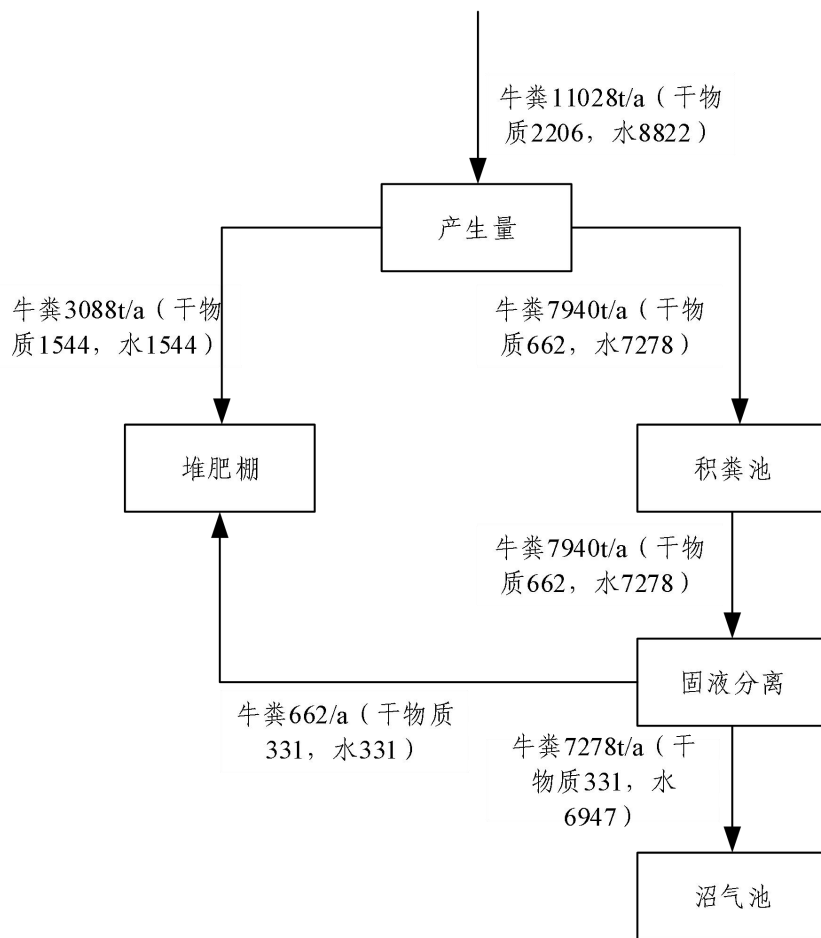 牛粪11028t/a（干物
质2206，水8822）
产生量
牛粪3088t/a（干物
质1544，水1544）
牛粪7940t/a（干物
质662，水7278）
堆肥棚
积粪池
牛粪7940t/a（干物
质662，水7278）
固液分离
牛粪662/a（干物质
331，水331）
牛粪7278t/a（干
物质331，水
6947）
沼气池